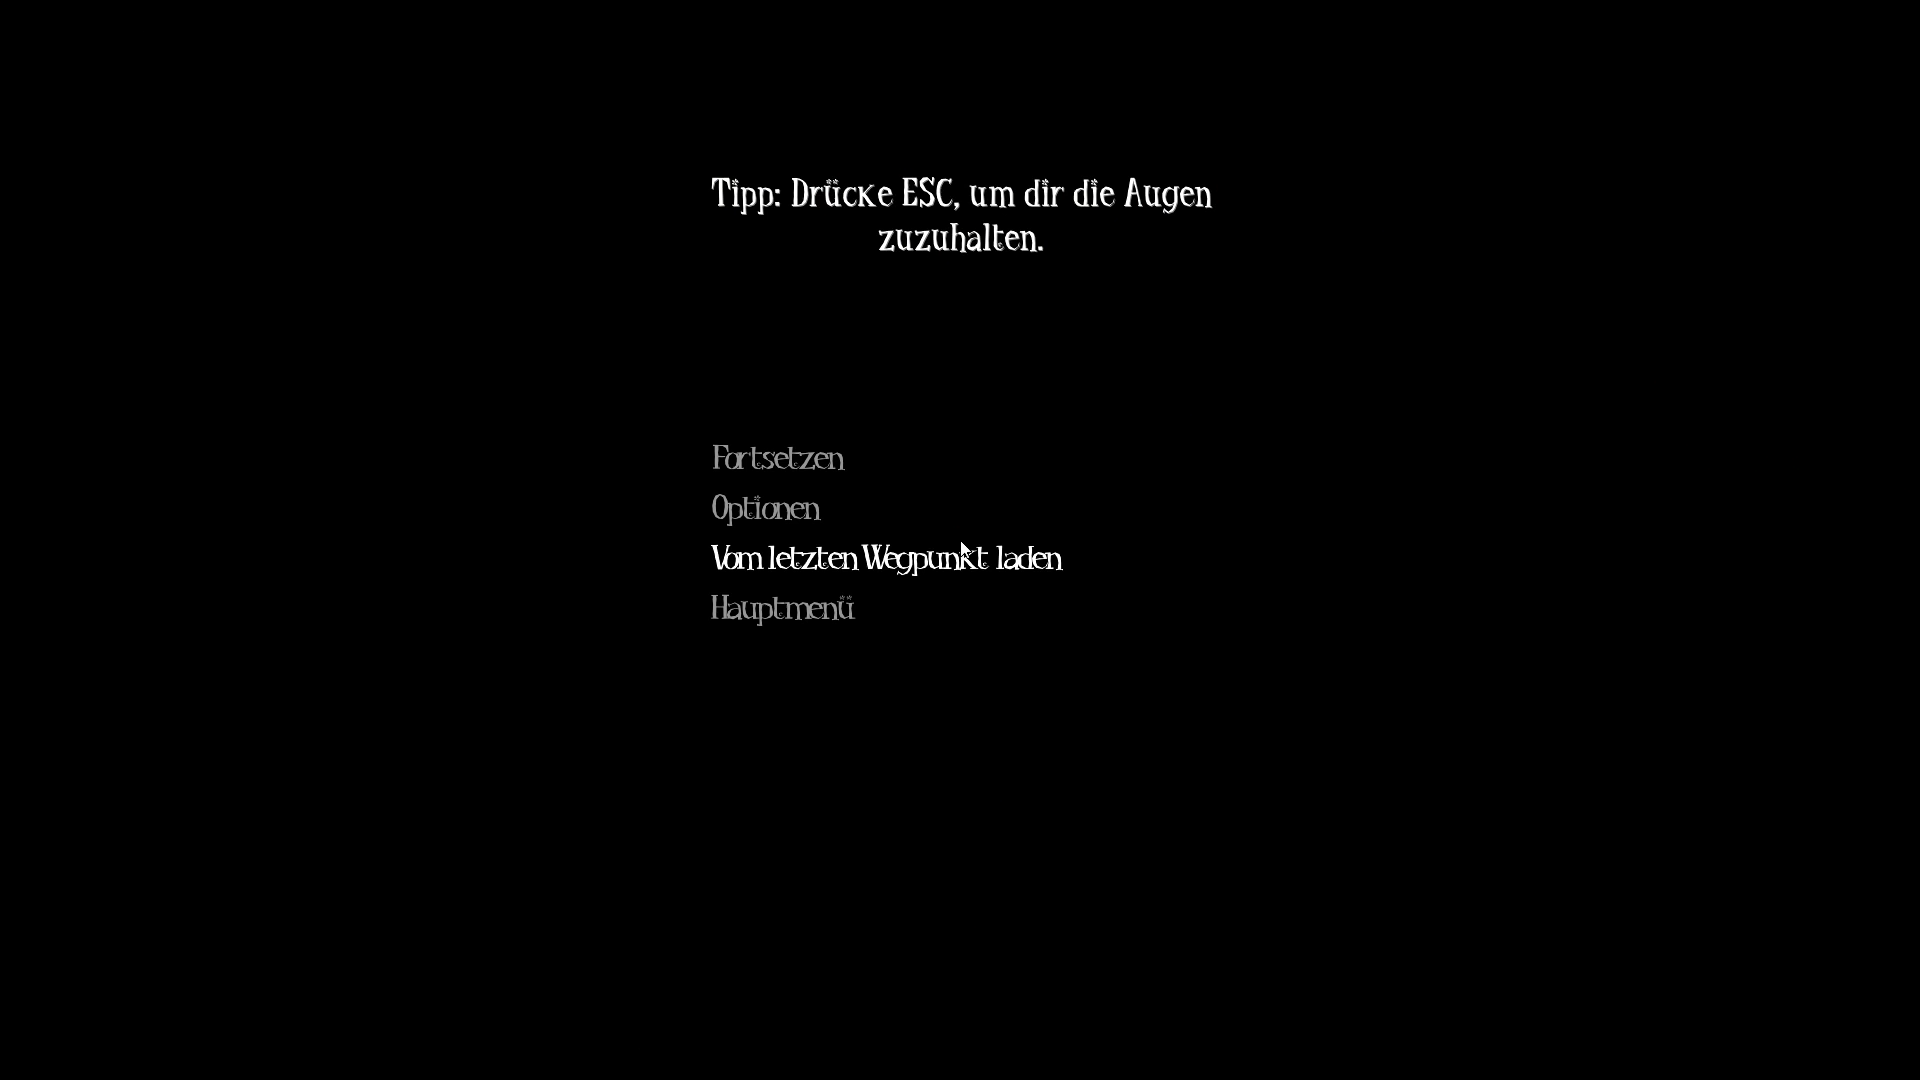 Tipp: Drücke ESC, um dir die Augen
zuzuhalten.
Fortsetzen
Optionen
Vom letzten Wegpunkt laden
Hauptmenü